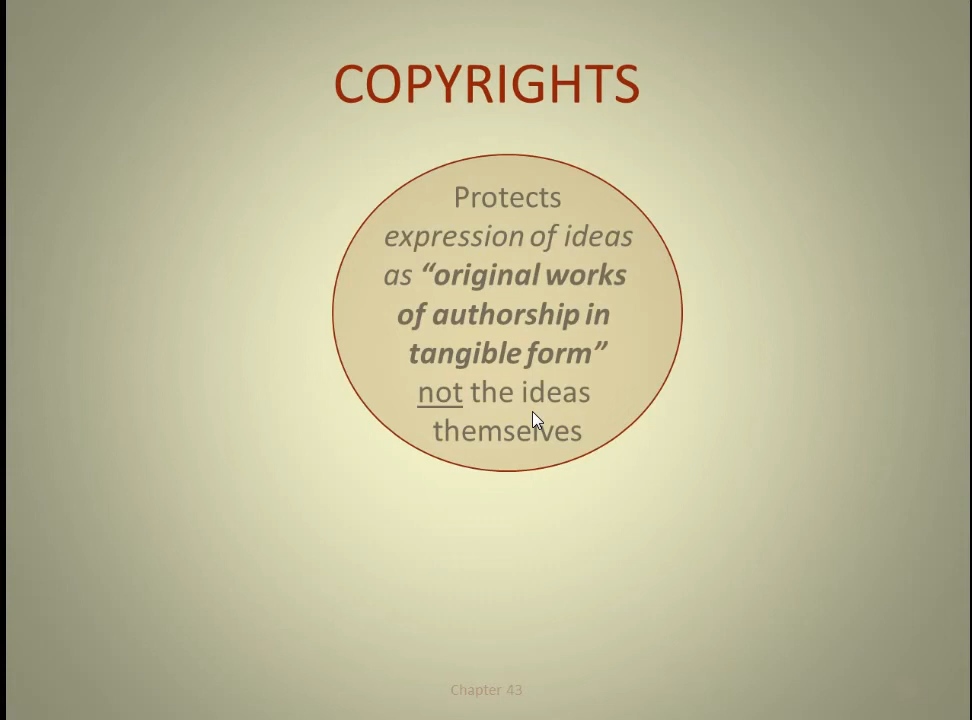 COPYRIGHTS
Protects
expression of ideas
as “original works
of authorship in
tangible form”
not the ideas
themselves
Chapter 43